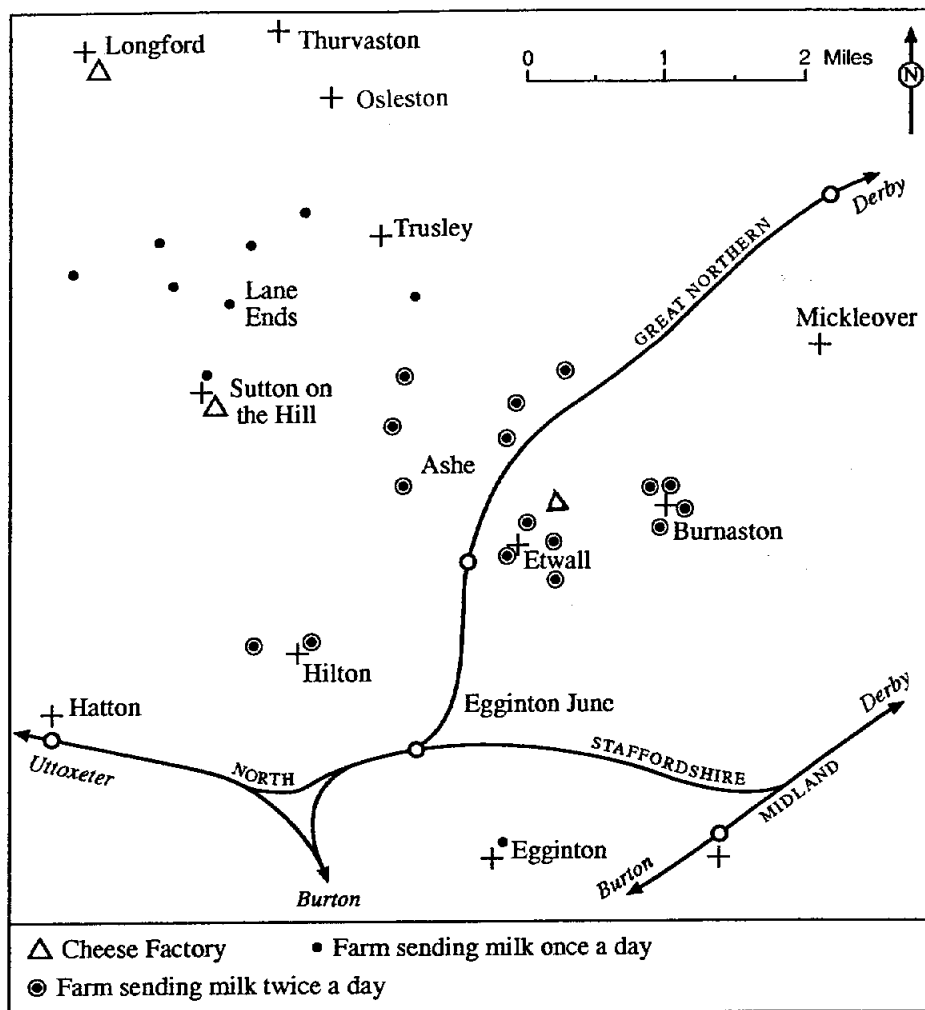 Longford
Thurvaston
0 1 2 Miles
N
Osleston
Derby
Trusley
GREAT NORTHERN
Lane
Ends
Mickleover
Sutton on
the Hill
Ashe
Burnaston
Etwall
Hilton
Egginton June
Derby
Hatton
Uttoxeter
NORTH
STAFFORDSHIRE
MIDLAND
Egginton
Burton
Burton
Cheese Factory
Farm sending milk once a day
Farm sending milk twice a day